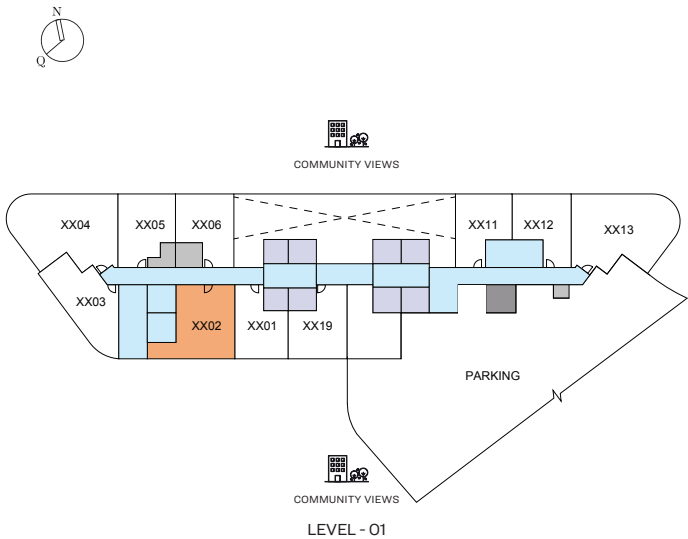 N
Q
COMMUNITY VIEWS
XX04
XX05
XX06
XX11
XX12
XX13
XX03
XX02
XX01
XX19
PARKING
COMMUNITY VIEWS
LEVEL - 01